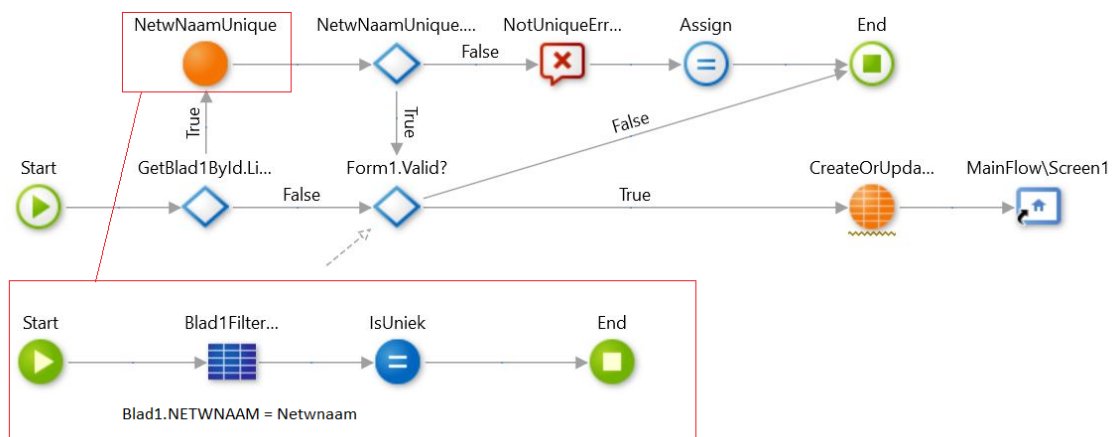 NetwNaamUnique
NetwNaamUnique....
NotUniqueErr...
Assign
End
False
True
True
False
Start
GetBlad1ById.Li...
Form1.Valid?
CreateOrUpda...
MainFlow\Screen1
False
True
Start
Blad1Filter...
IsUniek
End
Blad1.NETWNAAM = Netwnaam